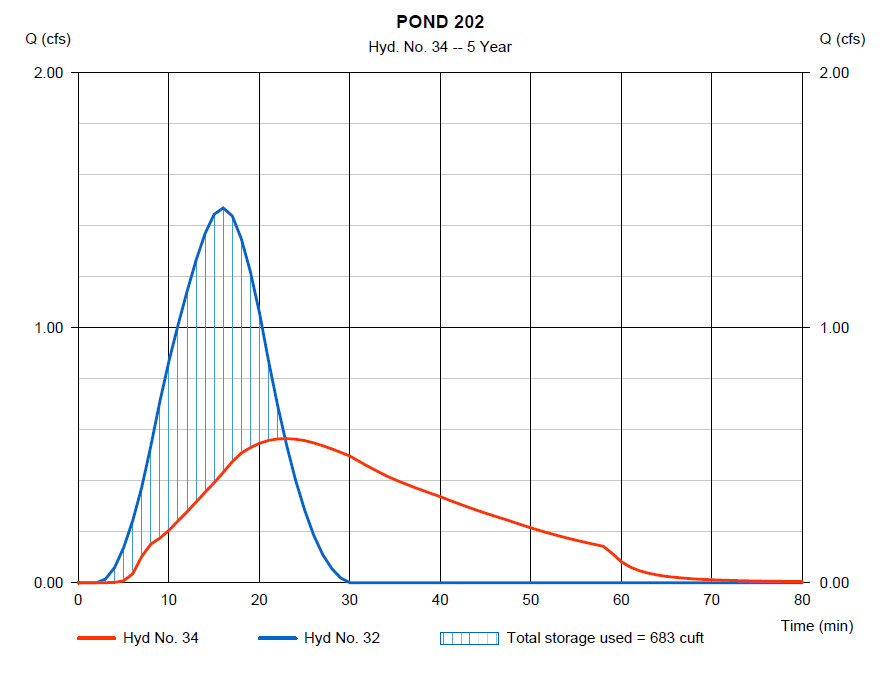 POND 202
Q (cfs) Hyd. No. 34 -- 5 Year Q (cfs)
2.00 2.00
1.00 1.00
0.00 0.00
0 10 20 30 40 50 60 70 80
Time (min)
Hyd No. 34 Hyd No. 32 Total storage used = 683 cuft